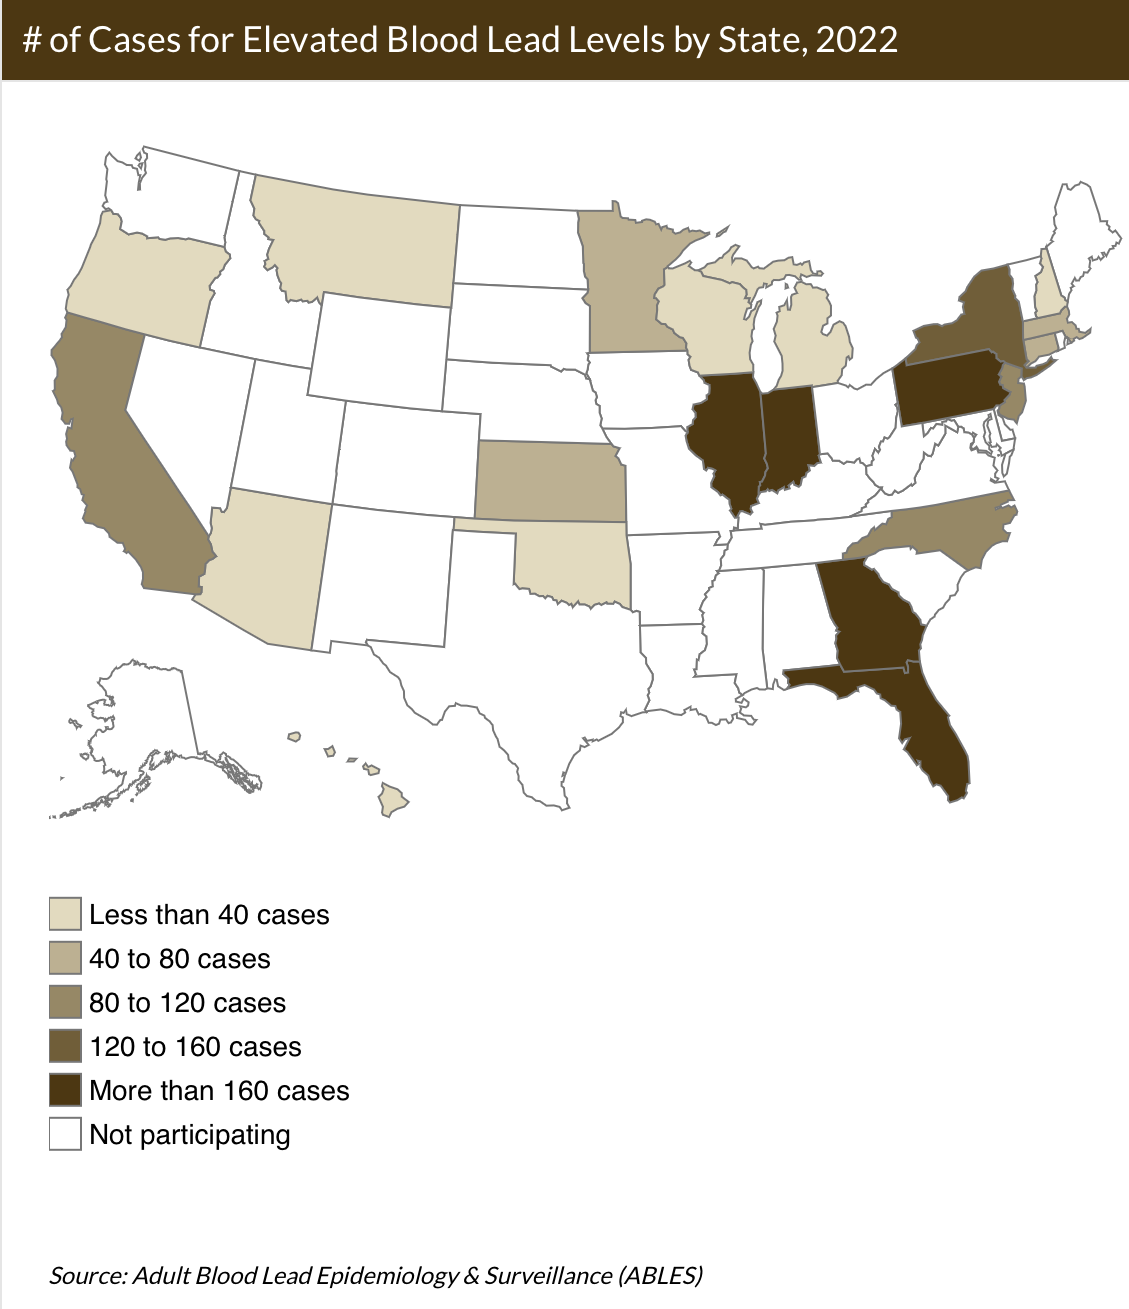 # of Cases for Elevated Blood Lead Levels by State, 2022
Less than 40 cases
40 to 80 cases
80 to 120 cases
120 to 160 cases
More than 160 cases
Not participating
Source: Adult Blood Lead Epidemiology & Surveillance (ABLES)